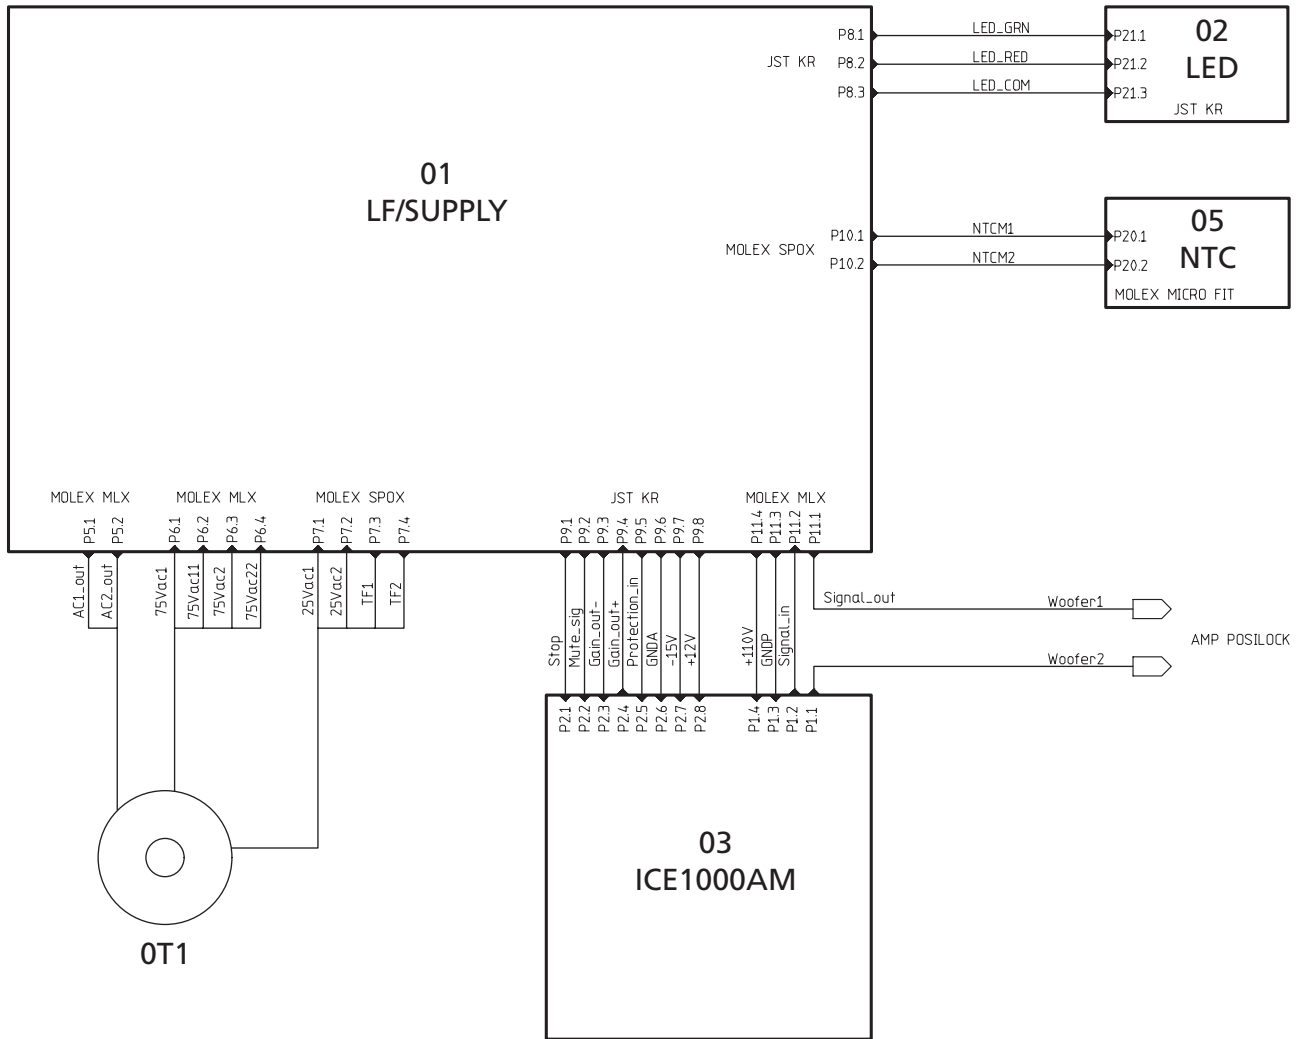 P8.1
LED_GRN
P21.1
02
LED
JST KR
P8.2
LED_RED
P21.2
P8.3
LED_COM
P21.3
JST KR
01
LF/SUPPLY
05
NTC
P10.1
NTCM1
P20.1
MOLEX SPOX
P10.2
NTCM2
P20.2
MOLEX MICRO FIT
MOLEX MLX
MOLEX MLX
MOLEX SPOX
JST KR
MOLEX MLX
P5.1
P5.2
P6.1
P6.2
P6.3
P6.4
P7.1
P7.2
P7.3
P7.4
P9.1
P9.2
P9.3
P9.4
P9.5
P9.6
P9.7
P9.8
P11.4
P11.3
P11.2
P11.1
AC1_out
AC2_out
75Vac1
75Vac11
75Vac2
75Vac22
25Vac1
25Vac2
TF1
TF2
Stop
Mute_sig
Gain_out-
Gain_out+
Protection_in
GNDA
-15V
+12V
+110V
GNDP
Signal_in
Signal_out
Woofer1
AMP POSILOCK
Woofer2
P2.1
P2.2
P2.3
P2.4
P2.5
P2.6
P2.7
P2.8
P1.4
P1.3
P1.2
P1.1
03
ICE1000AM
0T1